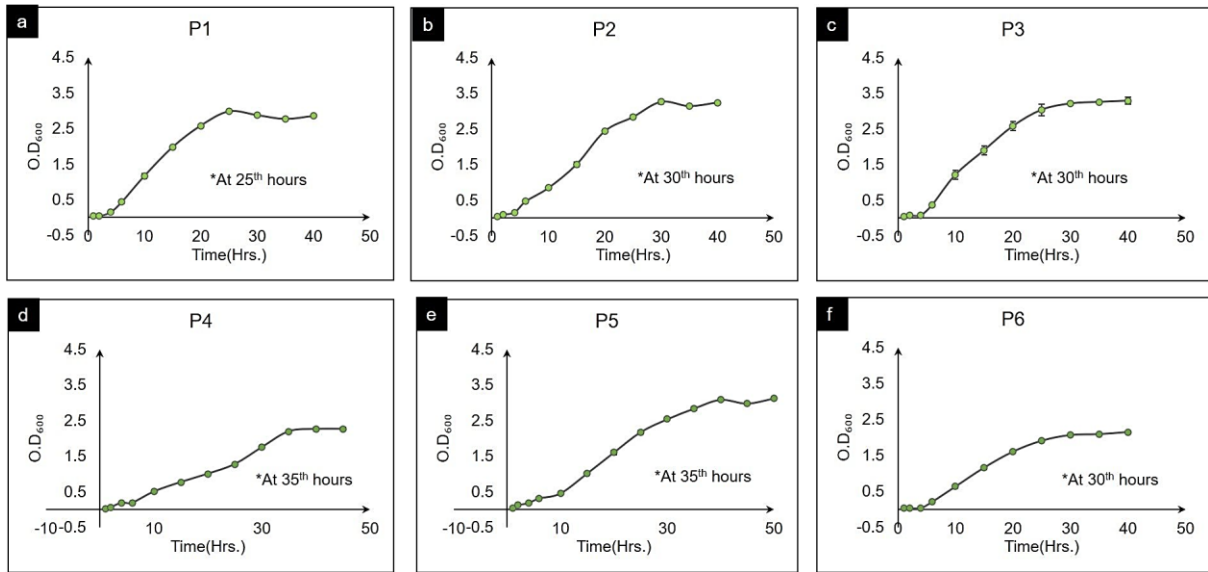 a
P1
4.5
3.5
2.5
1.5
0.5
-0.5
O.D₆₀₀
*At 25ᵗʰ hours
0 10 20 30 40 50
Time(Hrs.)
b
P2
4.5
3.5
2.5
1.5
0.5
-0.5
O.D₆₀₀
*At 30ᵗʰ hours
0 10 20 30 40 50
Time(Hrs.)
c
P3
4.5
3.5
2.5
1.5
0.5
-0.5
O.D₆₀₀
*At 30ᵗʰ hours
0 10 20 30 40 50
Time(Hrs.)
d
P4
4.5
3.5
2.5
1.5
0.5
O.D₆₀₀
*At 35ᵗʰ hours
-10 -0.5 10 30 50
Time(Hrs.)
e
P5
4.5
3.5
2.5
1.5
0.5
O.D₆₀₀
*At 35ᵗʰ hours
-10 -0.5 10 30 50
Time(Hrs.)
f
P6
4.5
3.5
2.5
1.5
0.5
-0.5
O.D₆₀₀
*At 30ᵗʰ hours
0 10 20 30 40 50
Time(Hrs.)